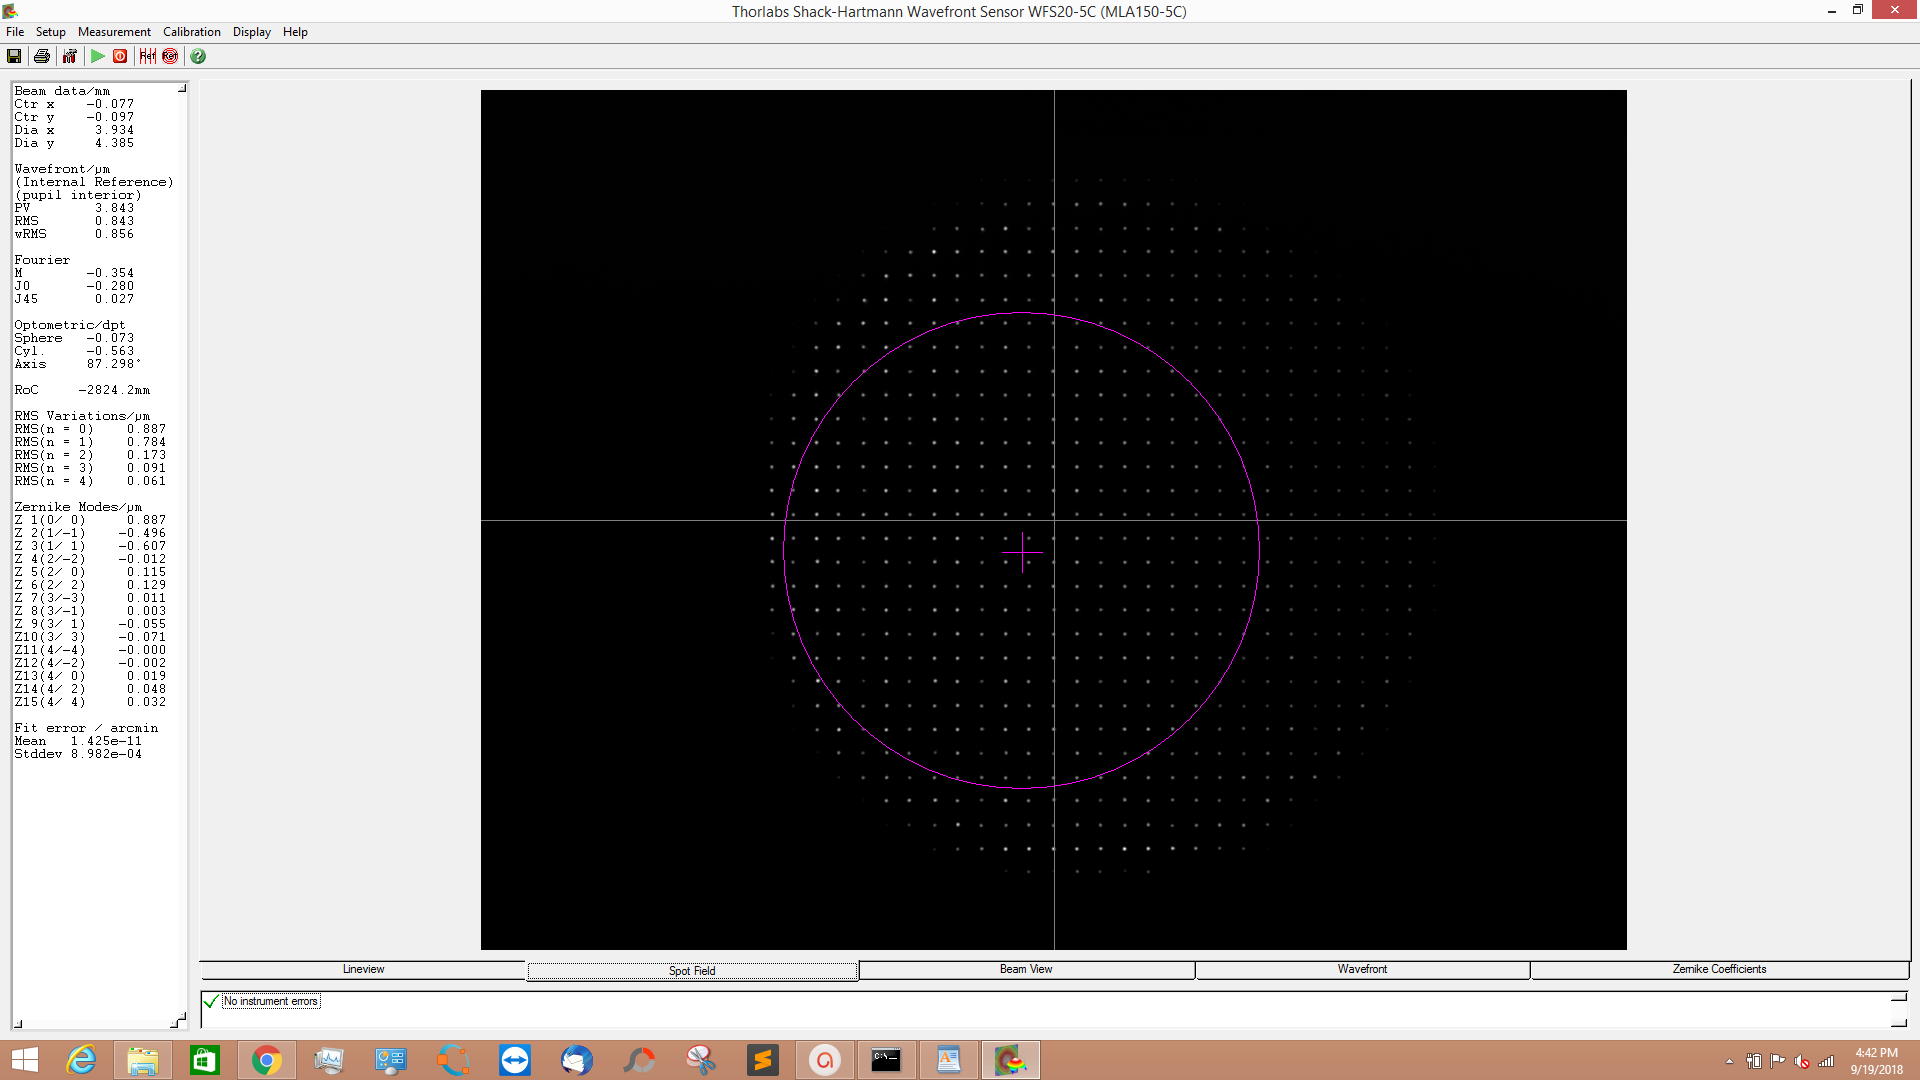 Thorlabs Shack-Hartmann Wavefront Sensor WFS20-5C (MLA150-5C)
File Setup Measurement Calibration Display Help
Beam data/mm
Ctr x -0.077
Ctr y -0.097
Dia x 3.934
Dia y 4.385
Wavefront/µm
(Internal Reference)
(pupil interior)
PV 3.843
RMS 0.843
wRMS 0.856
Fourier
M -0.354
J0 -0.280
J45 0.027
Optometric/dpt
Sphere -0.073
Cyl. -0.563
Axis 87.298°
RoC -2824.2mm
RMS Variations/µm
RMS(n = 0) 0.887
RMS(n = 1) 0.784
RMS(n = 2) 0.173
RMS(n = 3) 0.091
RMS(n = 4) 0.061
Zernike Modes/µm
Z 1(0/ 0) 0.887
Z 2(1/-1) -0.496
Z 3(1/ 1) -0.607
Z 4(2/-2) -0.012
Z 5(2/ 0) 0.115
Z 6(2/ 2) 0.129
Z 7(3/-3) 0.011
Z 8(3/-1) 0.003
Z 9(3/ 1) -0.055
Z10(3/ 3) -0.071
Z11(4/-4) -0.000
Z12(4/-2) -0.002
Z13(4/ 0) 0.019
Z14(4/ 2) 0.048
Z15(4/ 4) 0.032
Fit error / arcmin
Mean 1.425e-11
Stddev 8.982e-04
Lineview Spot Field Beam View Wavefront Zernike Coefficients
No instrument errors
4:42 PM
9/19/2018